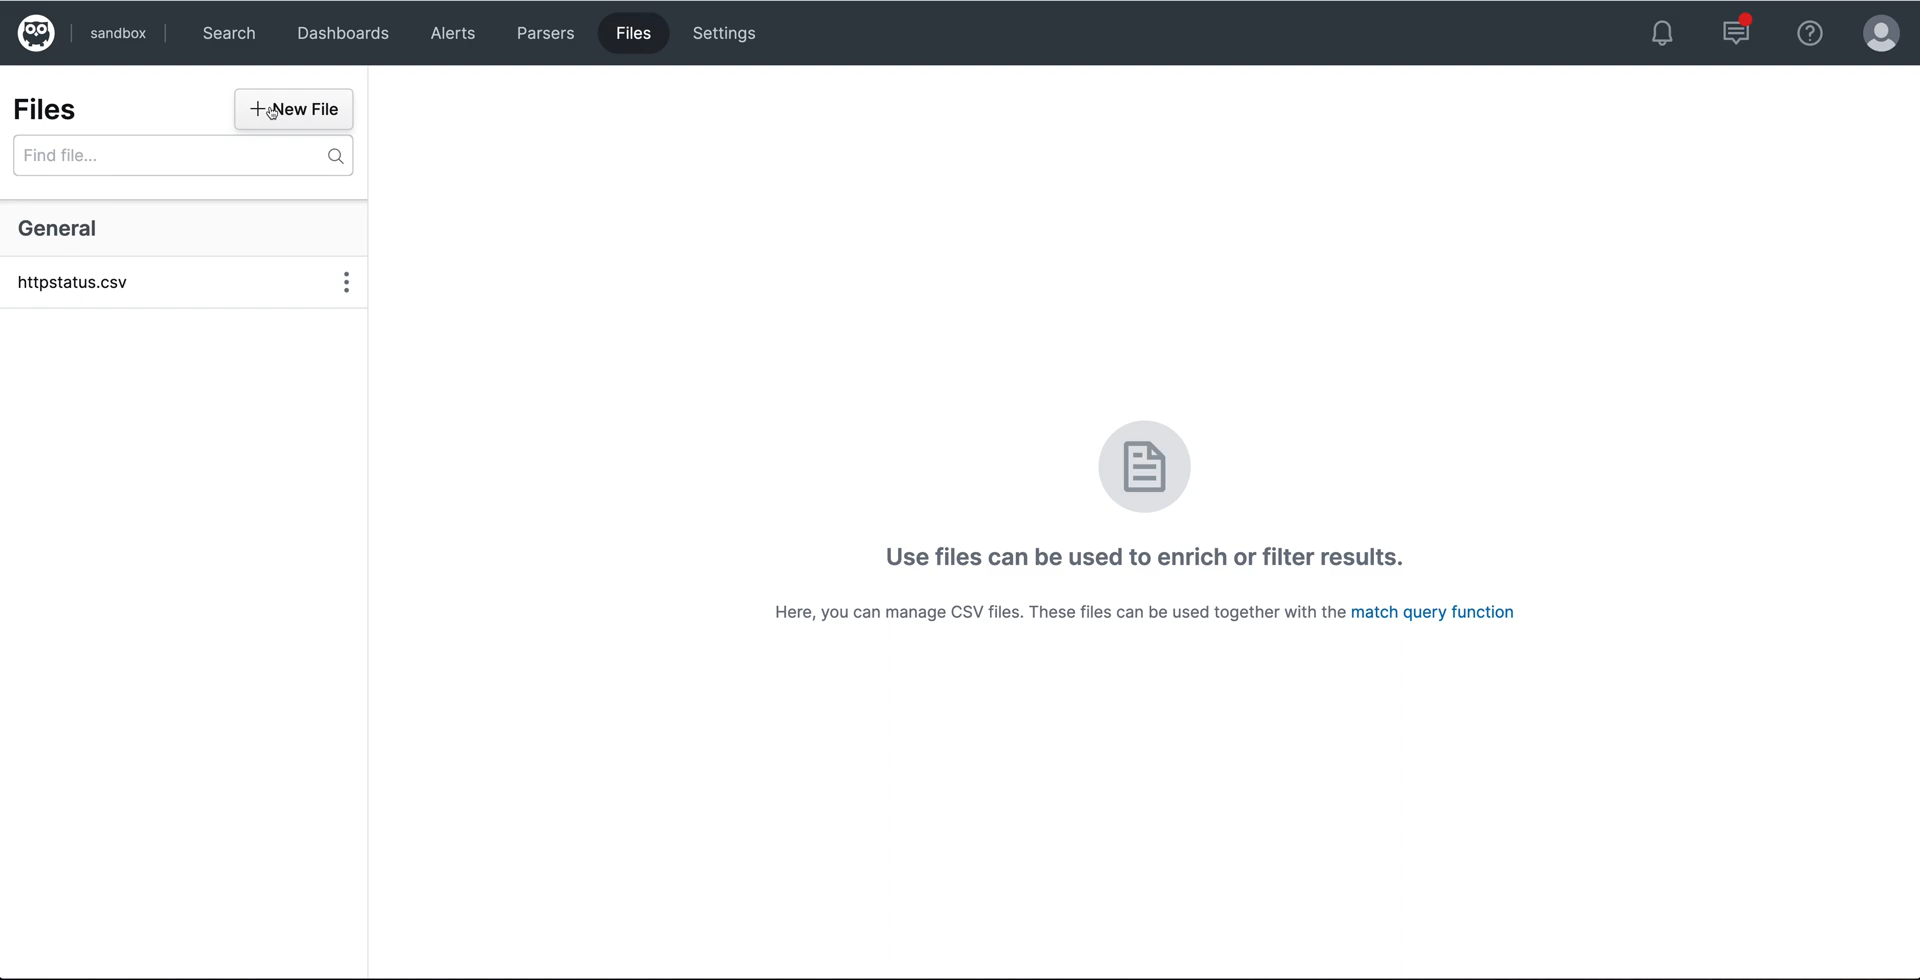 sandbox Search Dashboards Alerts Parsers Files Settings
Files
New File
Find file...
General
httpstatus.csv
Use files can be used to enrich or filter results.
Here, you can manage CSV files. These files can be used together with the match query function